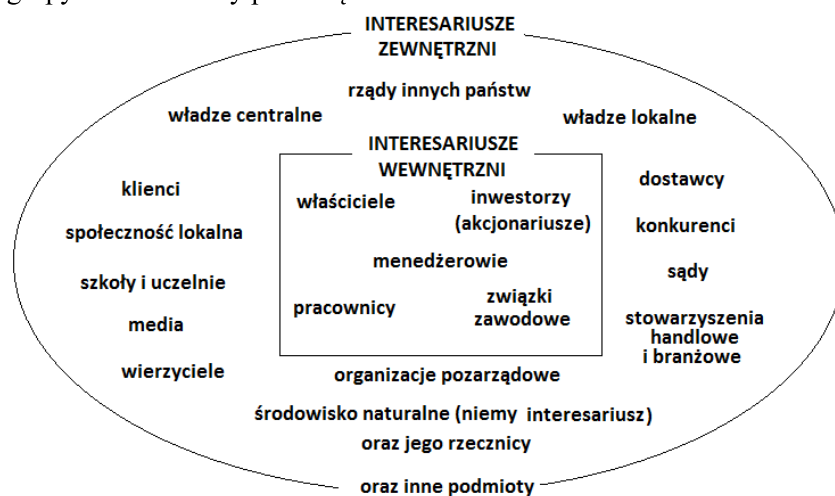 INTERESARIUSZE
ZEWNĘTRZNI
rządy innych państw
władze centralne
władze lokalne
INTERESARIUSZE
WEWNĘTRZNI
klienci
społeczność lokalna
szkoły i uczelnie
media
wierzyciele
właściciele
inwestorzy
(akcjonariusze)
menedżerowie
pracownicy
związki
zawodowe
dostawcy
konkurenci
sądy
stowarzyszenia
handlowe
i branżowe
organizacje pozarządowe
środowisko naturalne (niemy interesariusz)
oraz jego rzecznicy
oraz inne podmioty